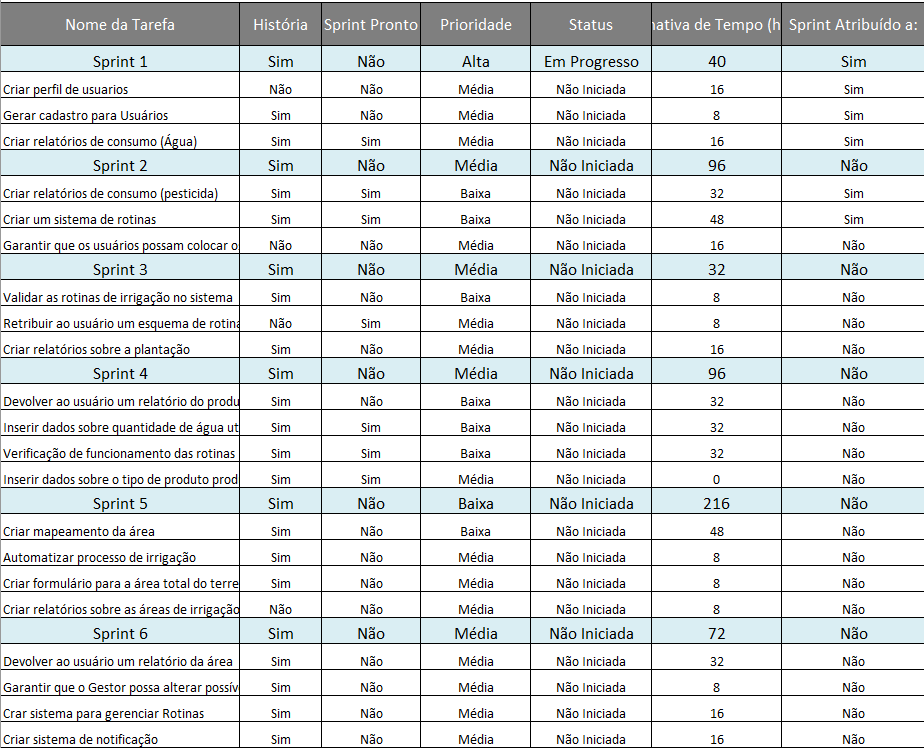 Nome da Tarefa História Sprint Pronto Prioridade Status nativa de Tempo (h Sprint Atribuído a:
Sprint 1 Sim Não Alta Em Progresso 40 Sim
Criar perfil de usuarios Não Não Média Não Iniciada 16 Sim
Gerar cadastro para Usuários Sim Não Média Não Iniciada 8 Sim
Criar relatórios de consumo (Água) Sim Sim Média Não Iniciada 16 Sim
Sprint 2 Sim Não Média Não Iniciada 96 Não
Criar relatórios de consumo (pesticida) Sim Sim Baixa Não Iniciada 32 Sim
Criar um sistema de rotinas Sim Sim Baixa Não Iniciada 48 Sim
Garantir que os usuários possam colocar o Não Não Média Não Iniciada 16 Não
Sprint 3 Sim Não Média Não Iniciada 32 Não
Validar as rotinas de irrigação no sistema Sim Não Baixa Não Iniciada 8 Não
Retribuir ao usuário um esquema de rotina Não Sim Média Não Iniciada 8 Não
Criar relatórios sobre a plantação Sim Não Média Não Iniciada 16 Não
Sprint 4 Sim Não Média Não Iniciada 96 Não
Devolver ao usuário um relatório do produ Sim Não Baixa Não Iniciada 32 Não
Inserir dados sobre quantidade de água ut Sim Sim Baixa Não Iniciada 32 Não
Verificação de funcionamento das rotinas Sim Sim Baixa Não Iniciada 32 Não
Inserir dados sobre o tipo de produto prod Sim Sim Média Não Iniciada 0 Não
Sprint 5 Sim Não Baixa Não Iniciada 216 Não
Criar mapeamento da área Sim Não Baixa Não Iniciada 48 Não
Automatizar processo de irrigação Sim Não Média Não Iniciada 8 Não
Criar formulário para a área total do terre Sim Não Média Não Iniciada 8 Não
Criar relatórios sobre as áreas de irrigação Não Não Média Não Iniciada 8 Não
Sprint 6 Sim Não Média Não Iniciada 72 Não
Devolver ao usuário um relatório da área Sim Não Média Não Iniciada 32 Não
Garantir que o Gestor possa alterar possív Sim Não Média Não Iniciada 8 Não
Crar sistema para gerenciar Rotinas Sim Não Média Não Iniciada 16 Não
Criar sistema de notificação Sim Não Média Não Iniciada 16 Não